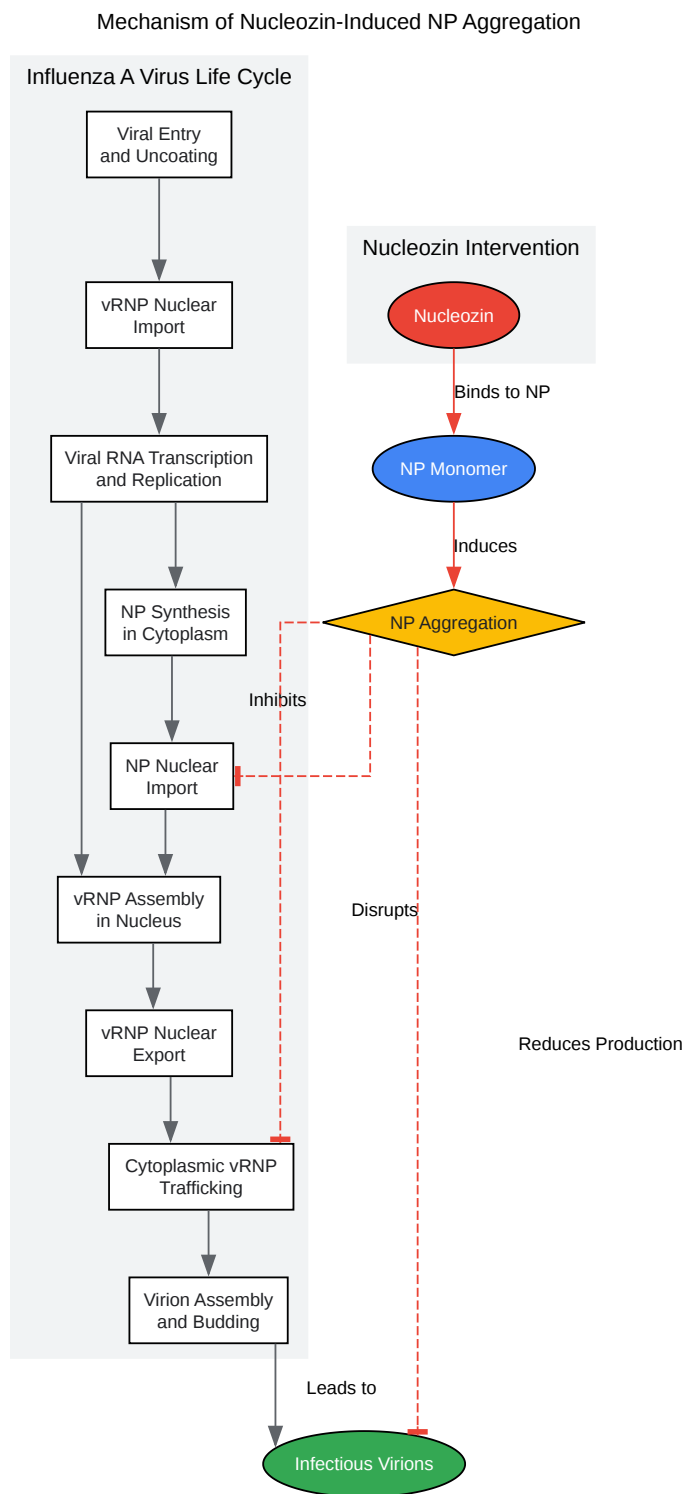 Mechanism of Nucleozin-Induced NP Aggregation
Influenza A Virus Life Cycle
Viral Entry
and Uncoating
Nucleozin Intervention
vRNP Nuclear
Import
Nucleozin
Binds to NP
Viral RNA Transcription
and Replication
NP Monomer
Induces
NP Synthesis
in Cytoplasm
NP Aggregation
Inhibits
NP Nuclear
Import
vRNP Assembly
in Nucleus
Disrupts
vRNP Nuclear
Export
Reduces Production
Cytoplasmic vRNP
Trafficking
Virion Assembly
and Budding
Leads to
Infectious Virions